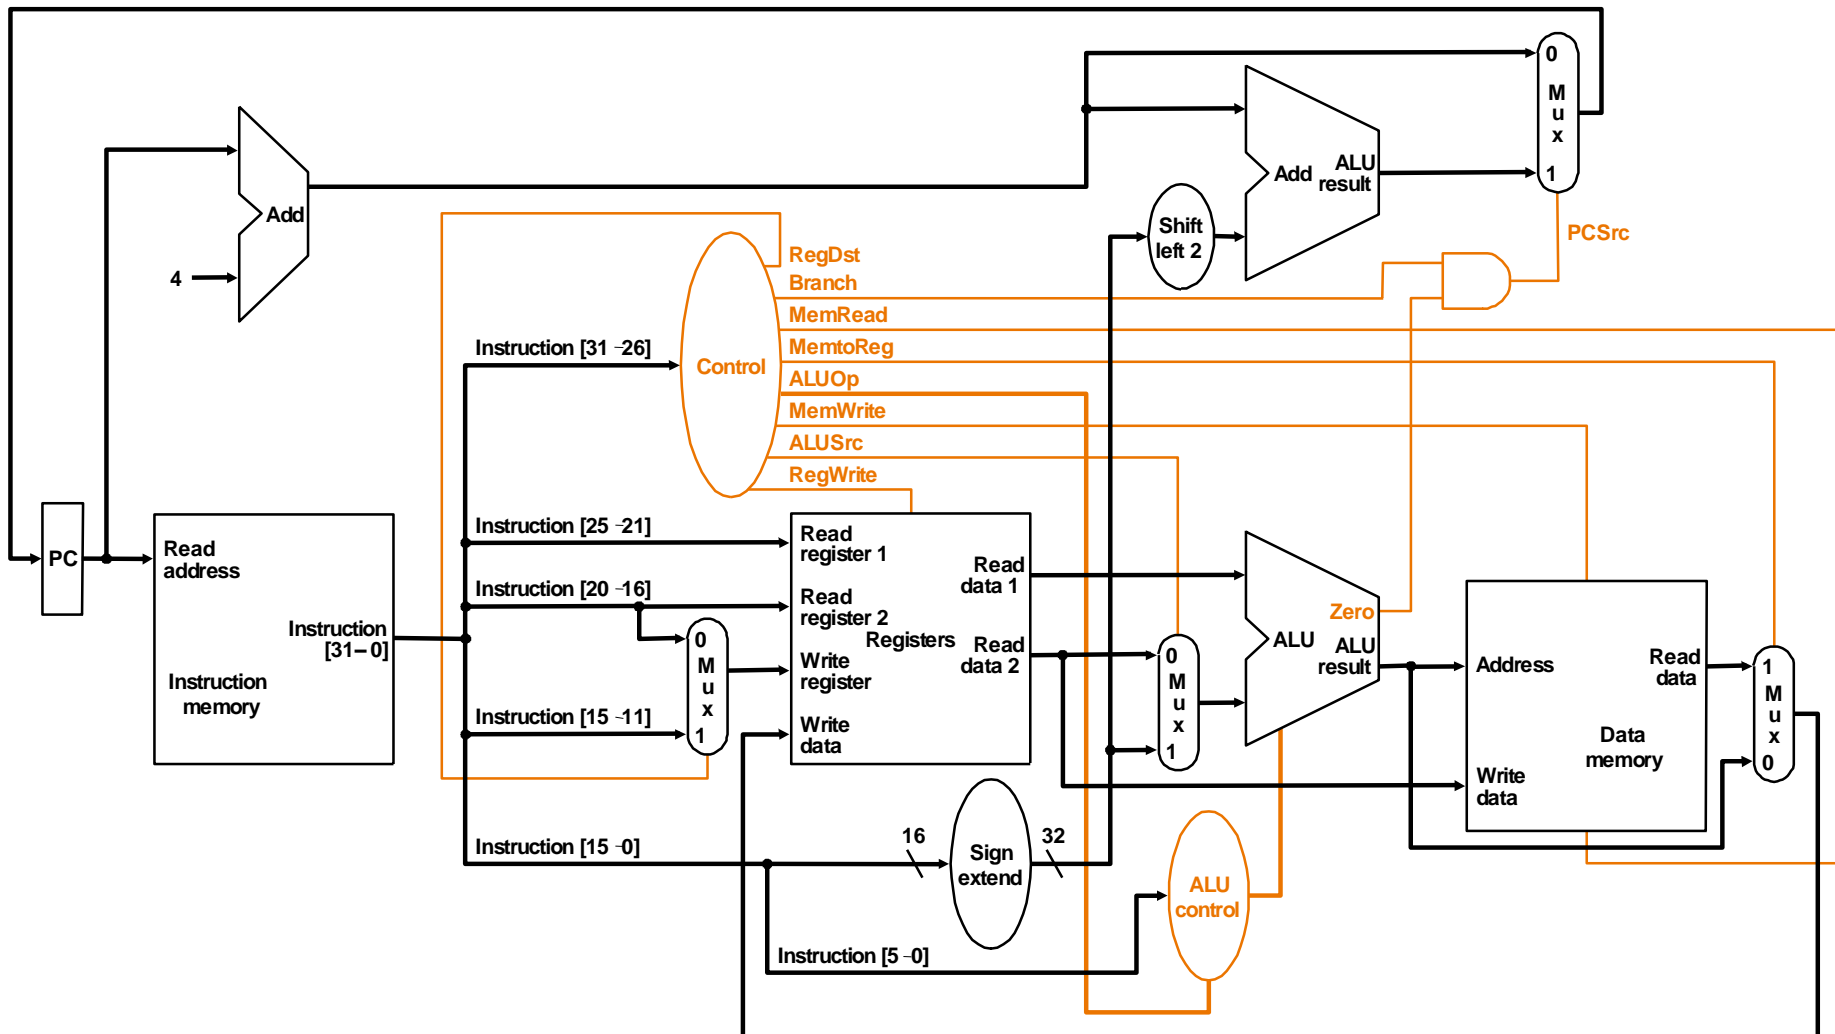 0
M
u
x
1
Add
ALU
result
Shift
left 2
PCSrc
Add
4
RegDst
Branch
MemRead
MemtoReg
ALUOp
MemWrite
ALUSrc
RegWrite
Control
Instruction [31–26]
Instruction [25–21]
Instruction [20–16]
Instruction [15–11]
Instruction [15–0]
Instruction [5–0]
PC
Read
address
Instruction
[31–0]
Instruction
memory
0
M
u
x
1
Read
register 1
Read
register 2
Write
register
Write
data
Registers
Read
data 1
Read
data 2
0
M
u
x
1
Zero
ALU
ALU
result
Address
Write
data
Read
data
Data
memory
1
M
u
x
0
16
Sign
extend
32
ALU
control